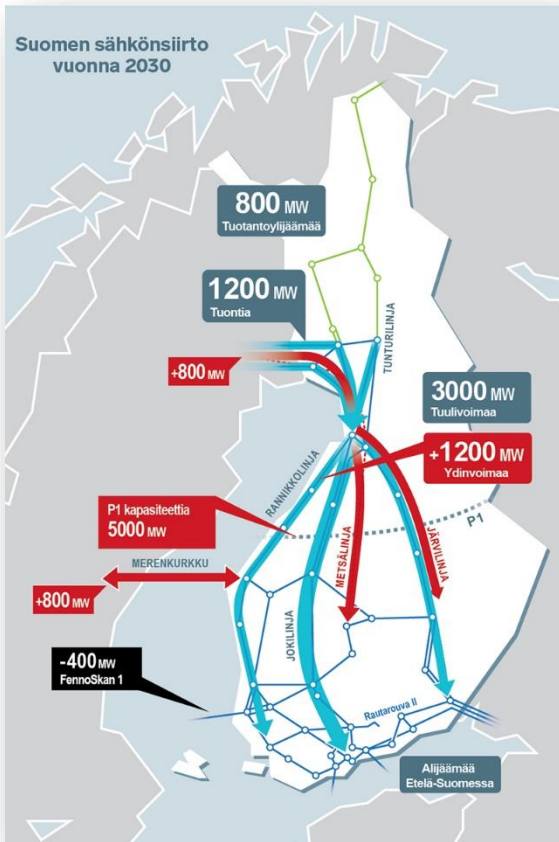 Suomen sähkönsiirto
vuonna 2030
800 MW
Tuotantoylijäämää
1200 MW
Tuontia
TUNTURILINJA
+800 MW
3000 MW
Tuulivoimaa
+1200 MW
Ydinvoimaa
RANNIKKOLINJA
P1 kapasiteettia
5000 MW
P1
METSÄLINJA
JÄRVILINJA
MERENKURKKU
+800 MW
JOKILINJA
-400 MW
FennoSkan 1
Rautarouva II
Alijäämää
Etelä-Suomessa